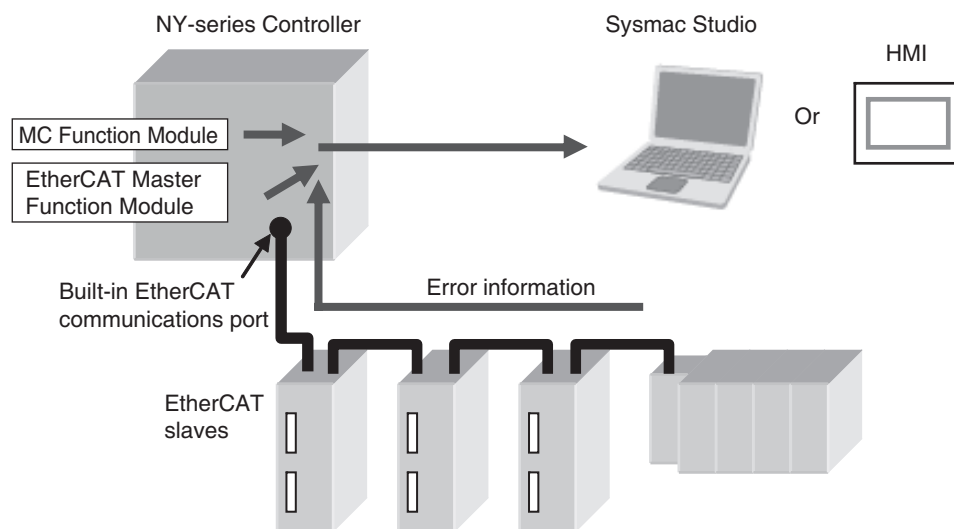 NY-series Controller
Sysmac Studio
HMI
Or
MC Function Module
EtherCAT Master
Function Module
Built-in EtherCAT
communications port
Error information
EtherCAT
slaves